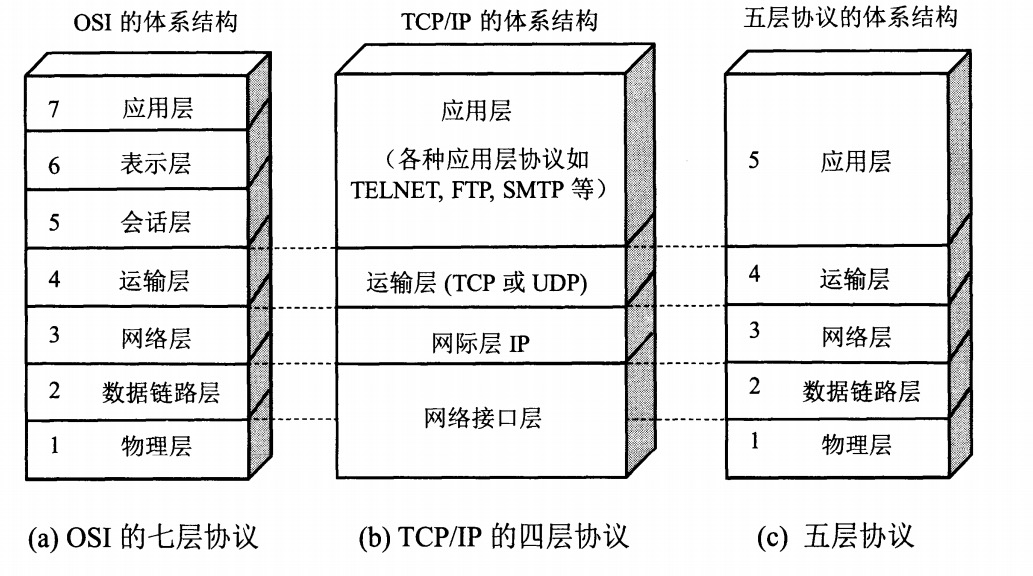 OSI 的体系结构
7 应用层
6 表示层
5 会话层
4 运输层
3 网络层
2 数据链路层
1 物理层
(a) OSI 的七层协议
TCP/IP 的体系结构
应用层
（各种应用层协议如
TELNET, FTP, SMTP 等）
运输层 (TCP 或 UDP)
网际层 IP
网络接口层
(b) TCP/IP 的四层协议
五层协议的体系结构
5 应用层
4 运输层
3 网络层
2 数据链路层
1 物理层
(c) 五层协议